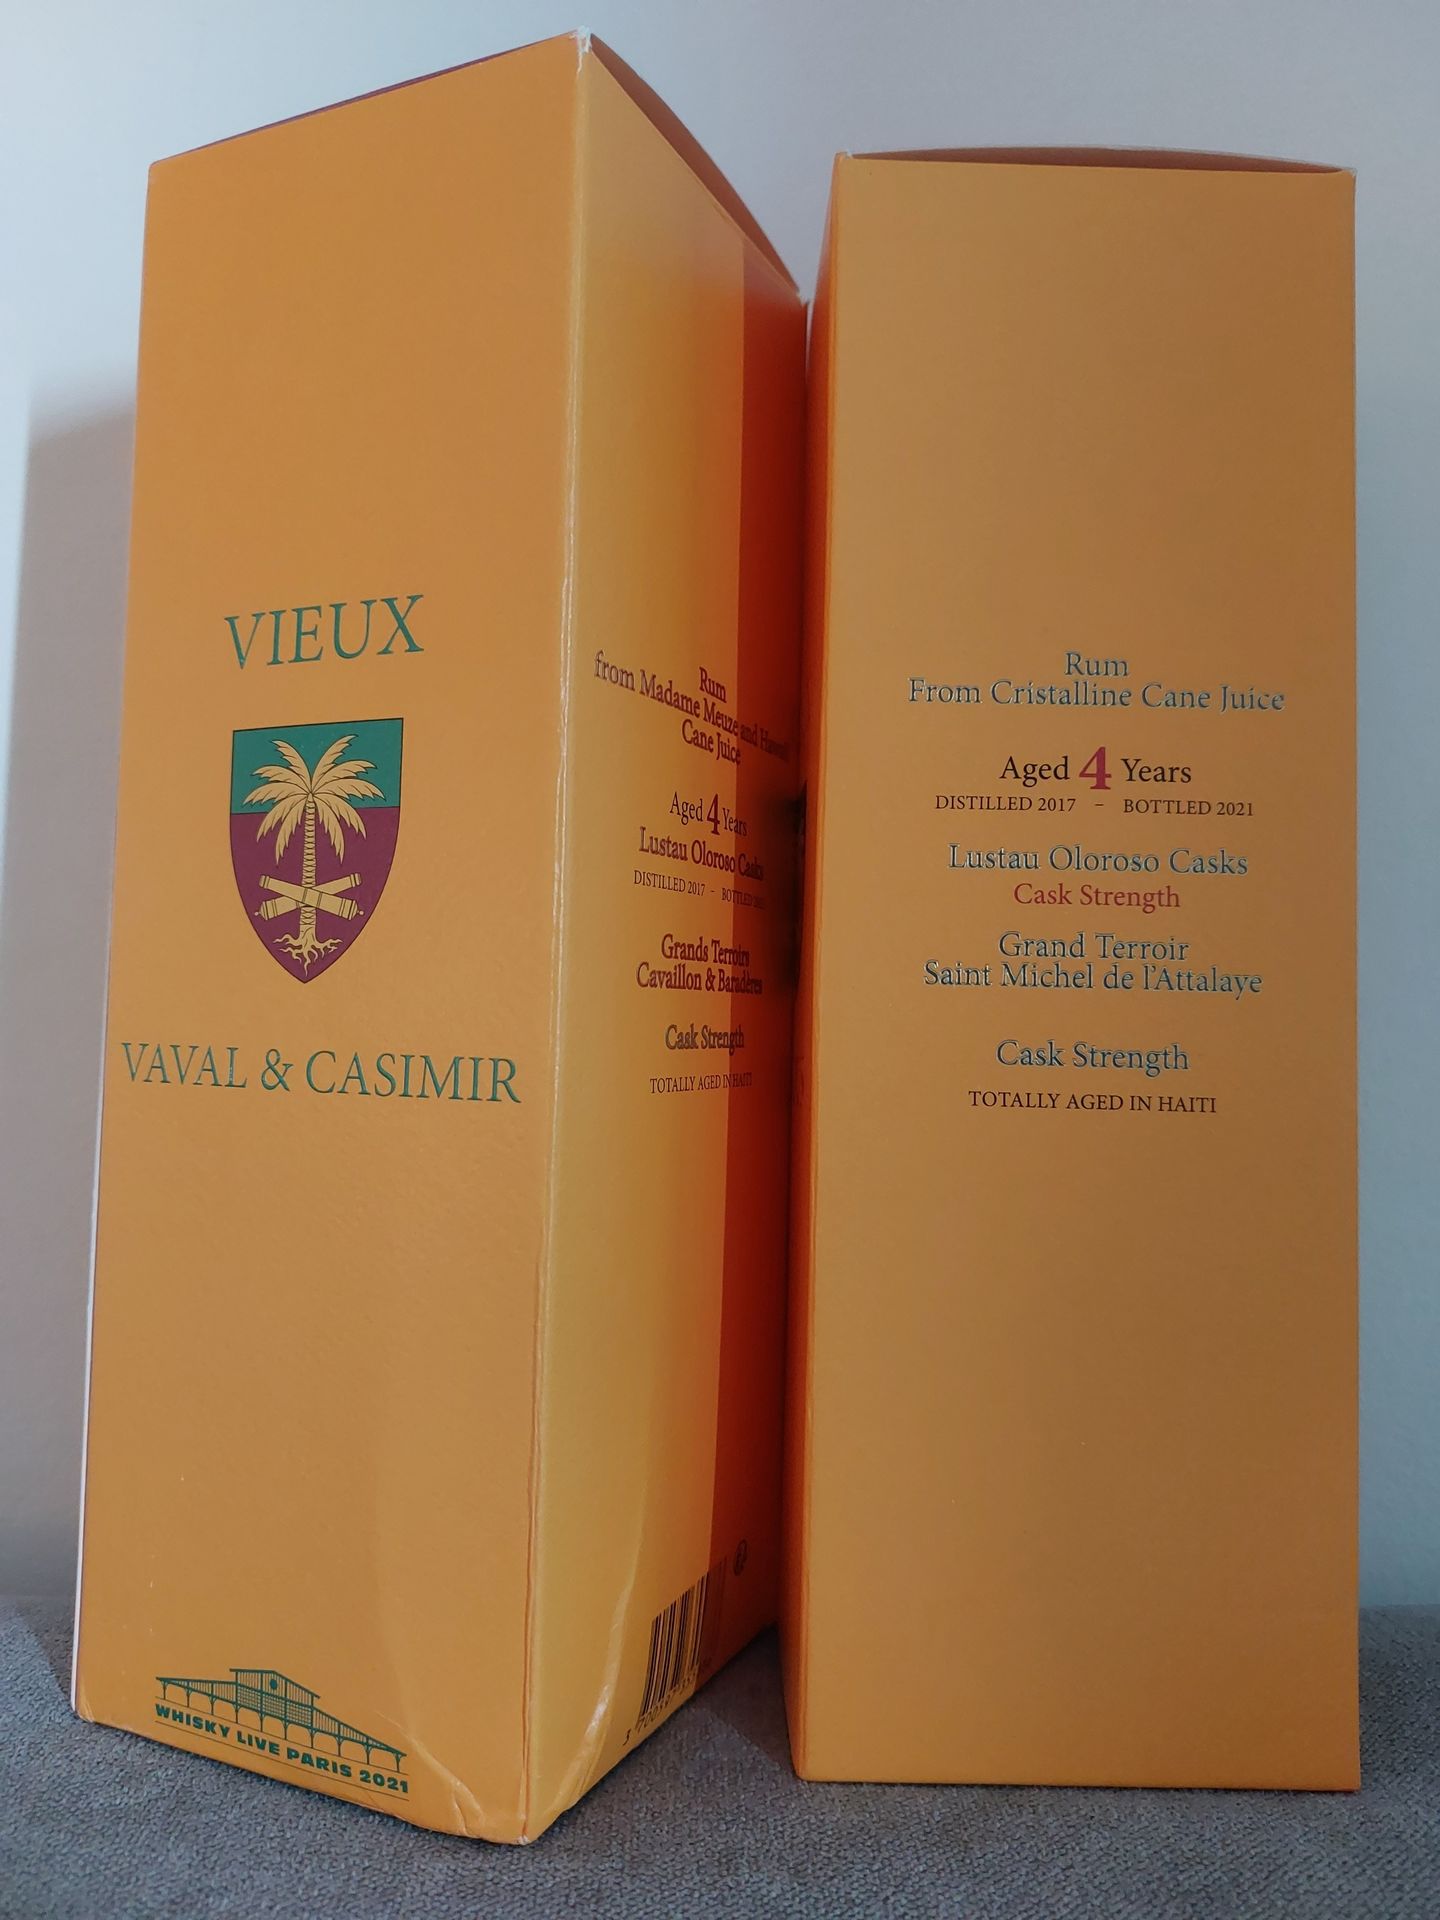 VIEUX
VAVAL & CASIMIR
WHISKY LIVE PARIS 2021
Rum
from Madame Meuze and
Cane Juice
Aged 4 Years
Lustau Oloroso Casks
DISTILLED 2017 - BOTTLED
Grands Terroirs
Cavaillon & Baradères
Cask Strength
TOTALLY AGED IN HAITI
Rum
From Cristalline Cane Juice
Aged 4 Years
DISTILLED 2017 – BOTTLED 2021
Lustau Oloroso Casks
Cask Strength
Grand Terroir
Saint Michel de l'Attalaye
Cask Strength
TOTALLY AGED IN HAITI